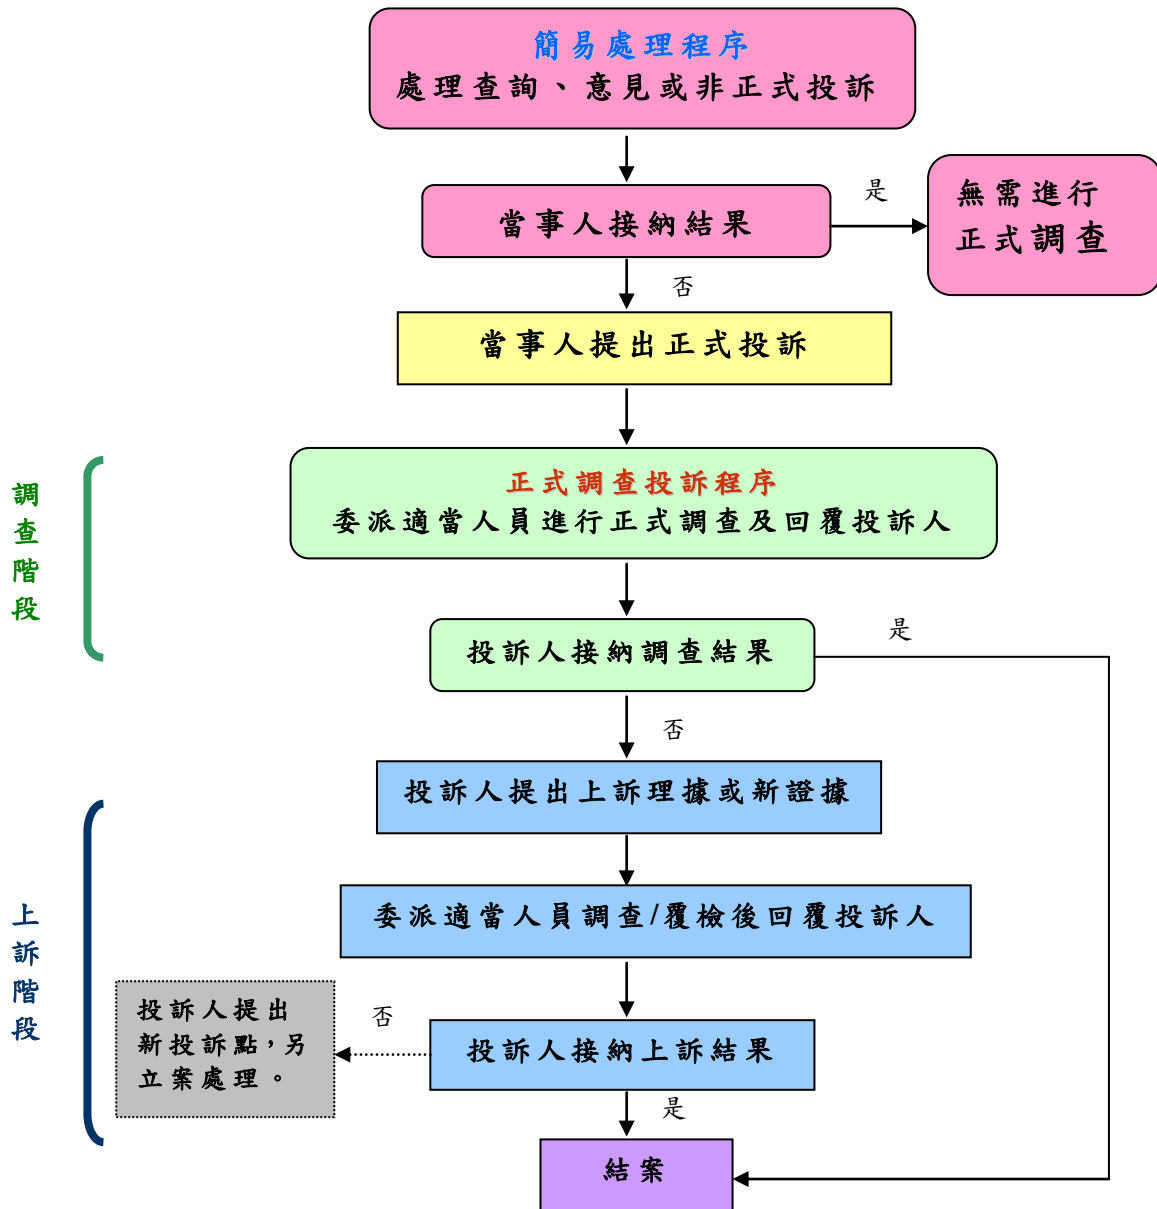 簡易處理程序
處理查詢、意見或非正式投訴
當事人接納結果
是
無需進行
正式調查
否
當事人提出正式投訴
調查階段
正式調查投訴程序
委派適當人員進行正式調查及回覆投訴人
投訴人接納調查結果
是
否
上訴階段
投訴人提出上訴理據或新證據
委派適當人員調查/覆檢後回覆投訴人
投訴人接納上訴結果
否
投訴人提出
新投訴點，另
立案處理。
是
結案